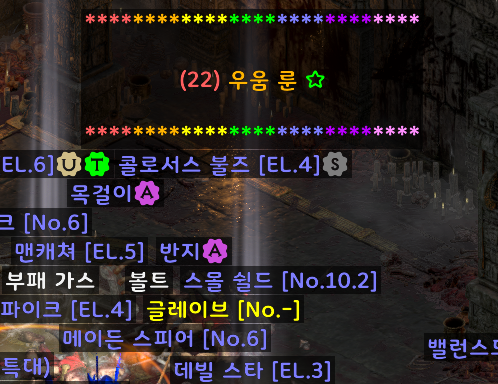 ********************************
(22) 우움 룬 ☆
********************************
EL.6] U T 콜로서스 불즈 [EL.4] S
목걸이 A
크 [No.6]
맨캐쳐 [EL.5] 반지 A
부패 가스 볼트 스몰 쉴드 [No.10.2]
파이크 [EL.4] 글레이브 [No.-]
메이든 스피어 [No.6]
밸런스드
특대) 데빌 스타 [EL.3]